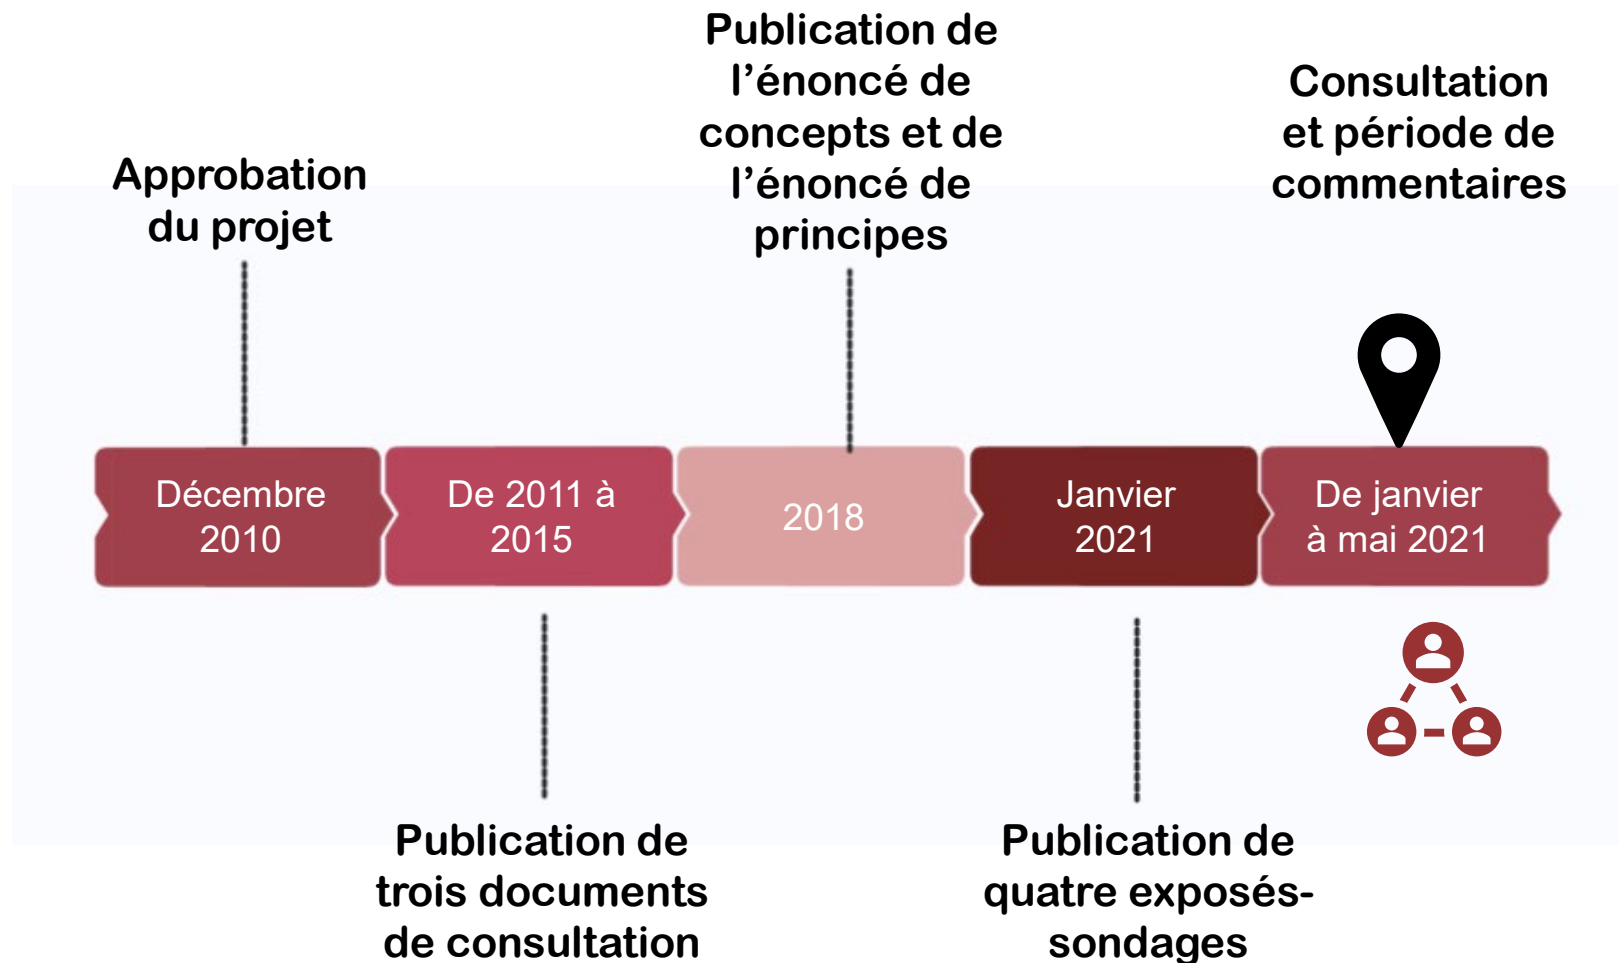 Approbation
du projet
Publication de
l’énoncé de
concepts et de
l’énoncé de
principes
Consultation
et période de
commentaires
Décembre
2010
De 2011 à
2015
2018
Janvier
2021
De janvier
à mai 2021
Publication de
trois documents
de consultation
Publication de
quatre exposés-
sondages